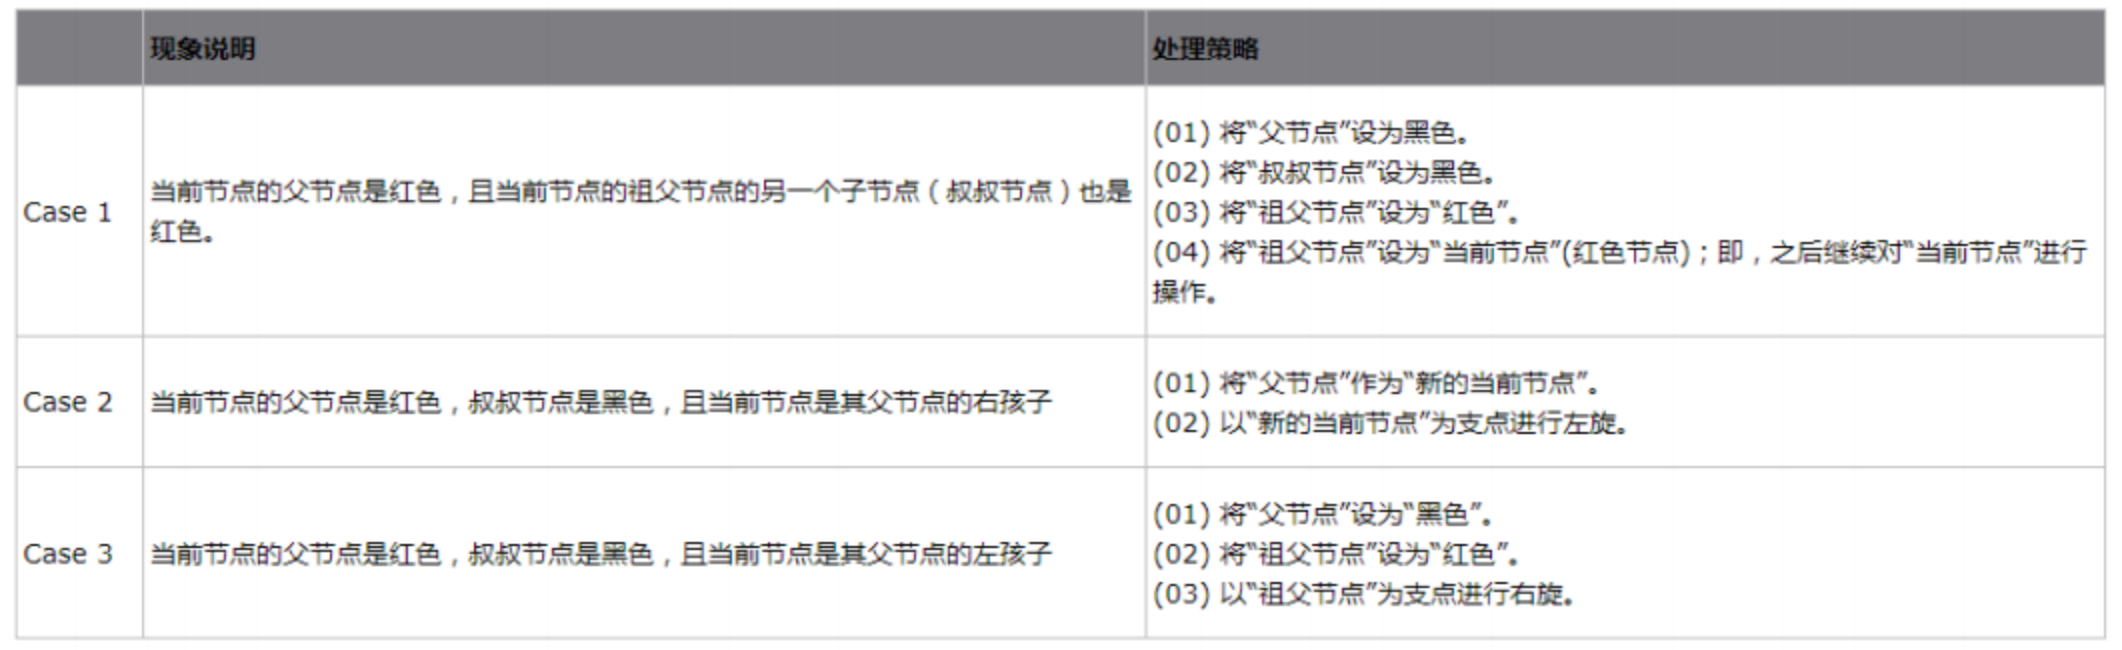 现象说明
处理策略
Case 1
当前节点的父节点是红色，且当前节点的祖父节点的另一个子节点（叔叔节点）也是
红色。
(01) 将“父节点”设为黑色。
(02) 将“叔叔节点”设为黑色。
(03) 将“祖父节点”设为“红色”。
(04) 将“祖父节点”设为“当前节点”(红色节点)；即，之后继续对“当前节点”进行
操作。
Case 2
当前节点的父节点是红色，叔叔节点是黑色，且当前节点是其父节点的右孩子
(01) 将“父节点”作为“新的当前节点”。
(02) 以“新的当前节点”为支点进行左旋。
Case 3
当前节点的父节点是红色，叔叔节点是黑色，且当前节点是其父节点的左孩子
(01) 将“父节点”设为“黑色”。
(02) 将“祖父节点”设为“红色”。
(03) 以“祖父节点”为支点进行右旋。